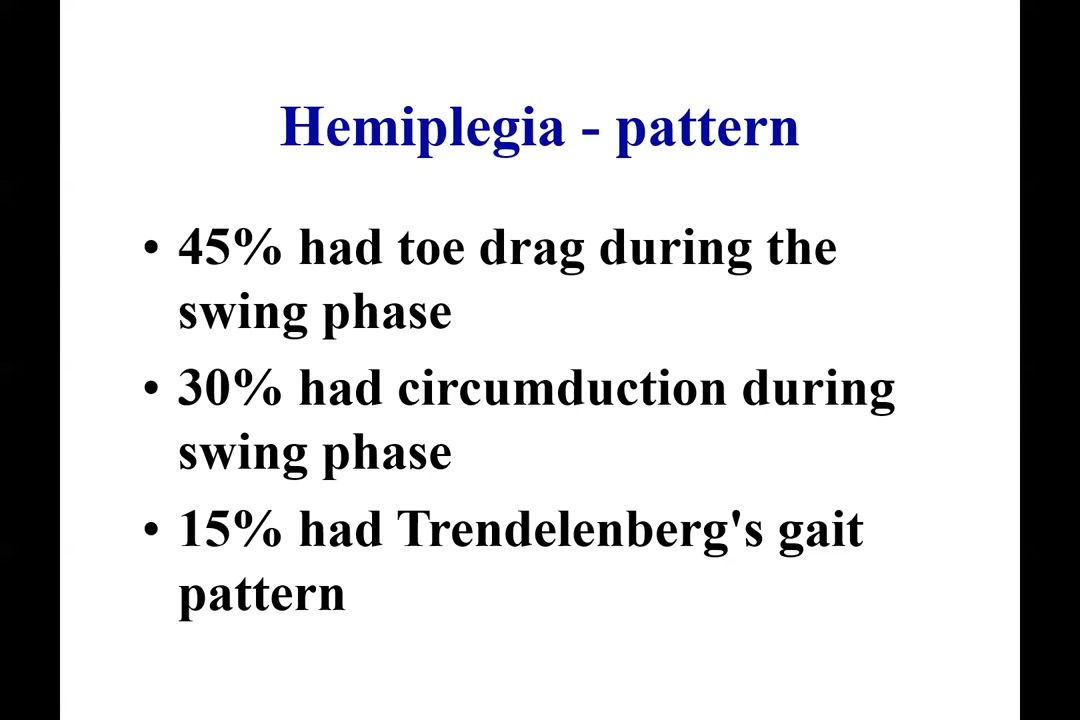 Hemiplegia - pattern
• 45% had toe drag during the
swing phase
• 30% had circumduction during
swing phase
• 15% had Trendelenberg's gait
pattern